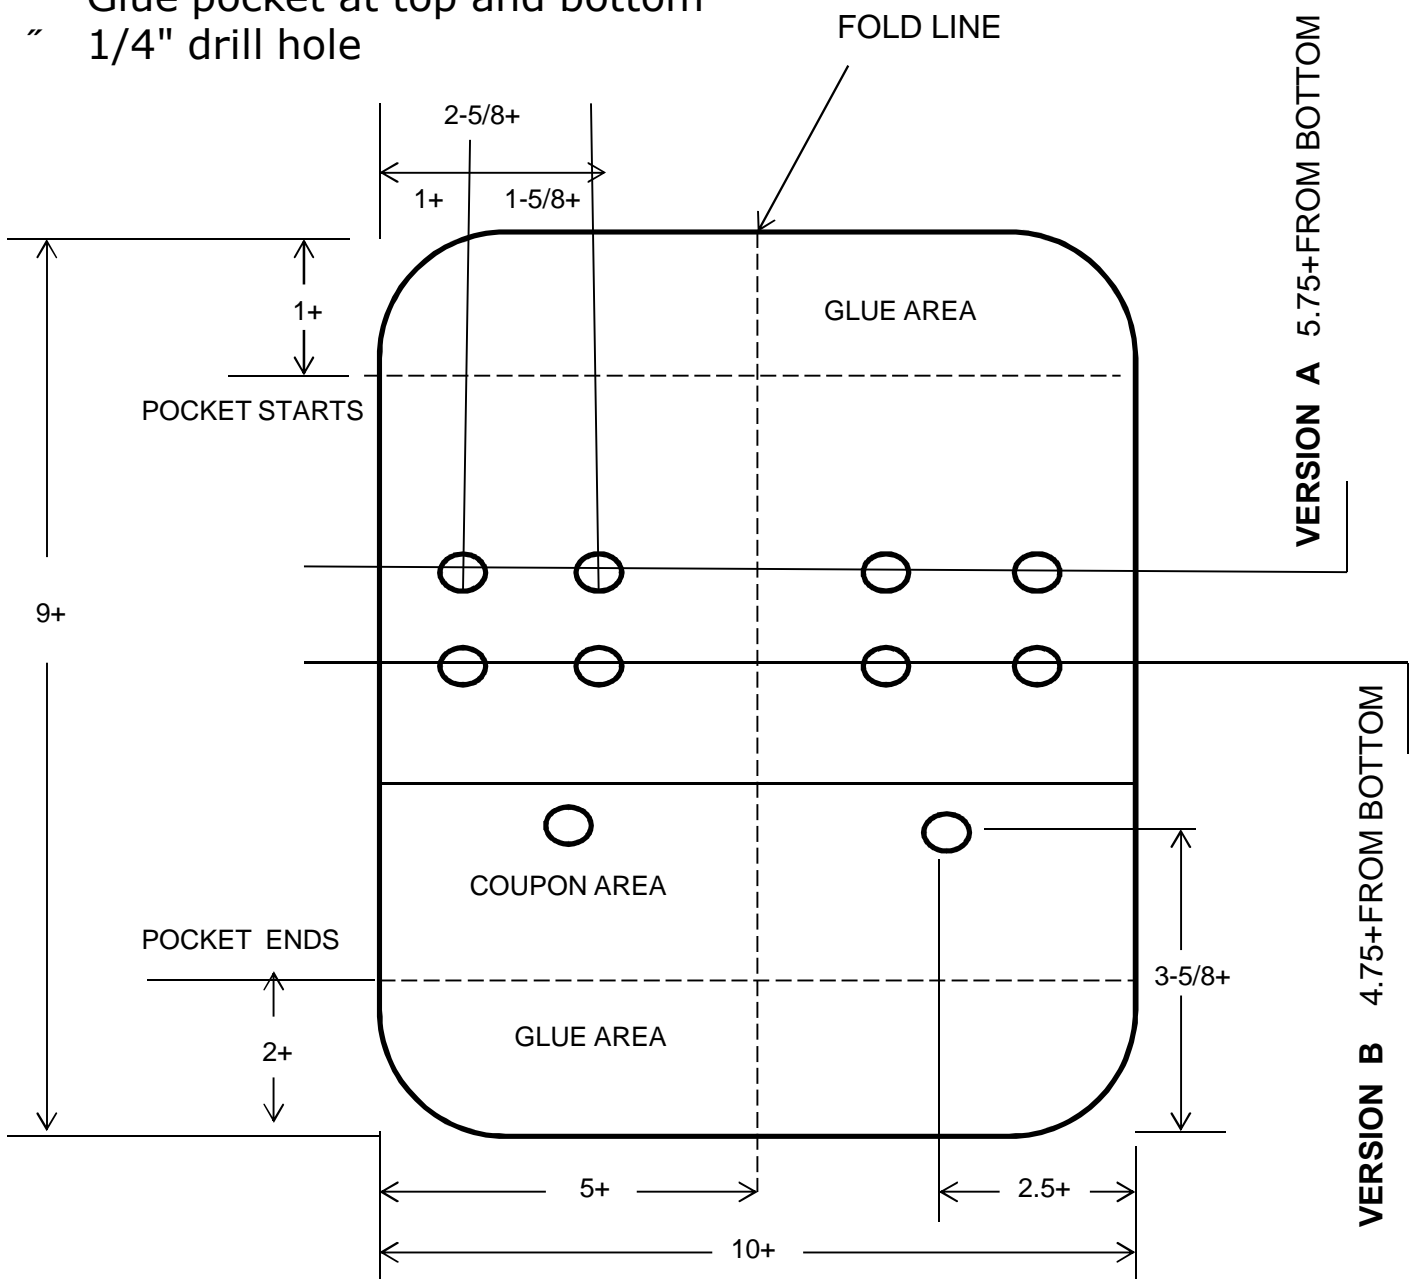 Glue pocket at top and bottom
˝ 1/4" drill hole
FOLD LINE
2-5/8+
1+ 1-5/8+
VERSION A 5.75+FROM BOTTOM
1+
GLUE AREA
POCKET STARTS
9+
COUPON AREA
POCKET ENDS
3-5/8+
GLUE AREA
2+
VERSION B 4.75+FROM BOTTOM
5+
2.5+
10+